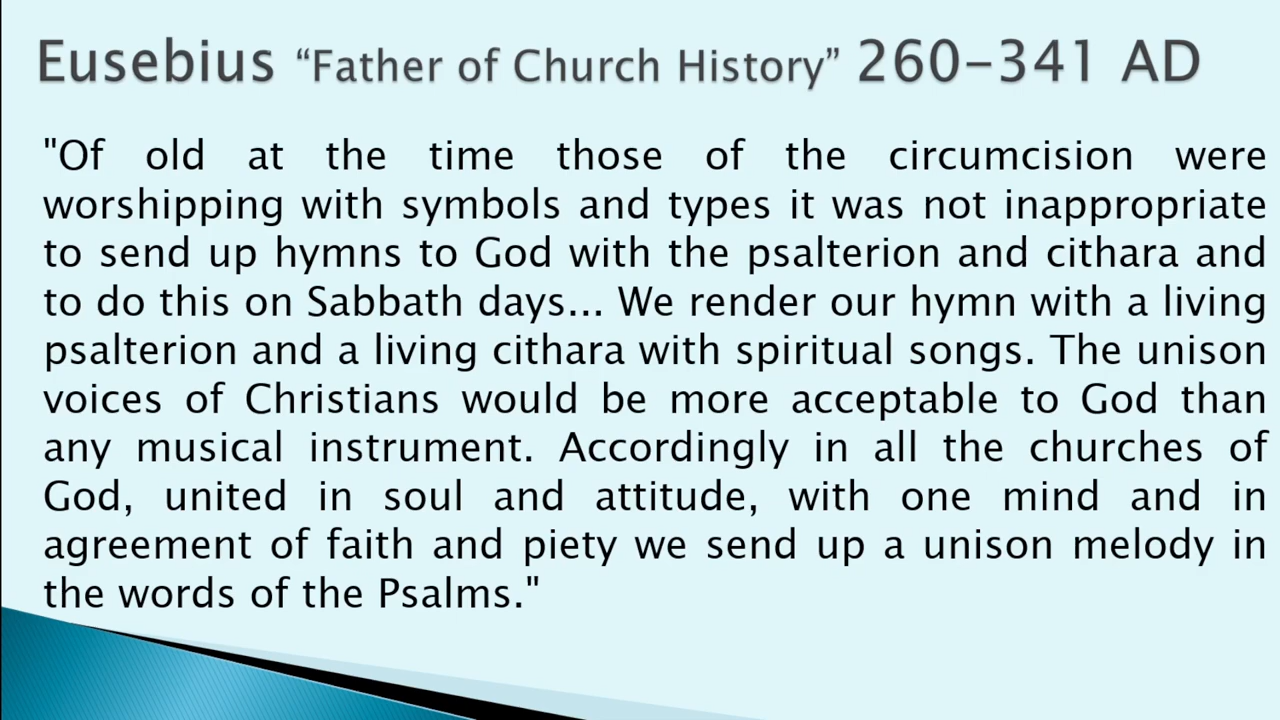 Eusebius “Father of Church History” 260-341 AD
"Of old at the time those of the circumcision were
worshipping with symbols and types it was not inappropriate
to send up hymns to God with the psalterion and cithara and
to do this on Sabbath days... We render our hymn with a living
psalterion and a living cithara with spiritual songs. The unison
voices of Christians would be more acceptable to God than
any musical instrument. Accordingly in all the churches of
God, united in soul and attitude, with one mind and in
agreement of faith and piety we send up a unison melody in
the words of the Psalms."